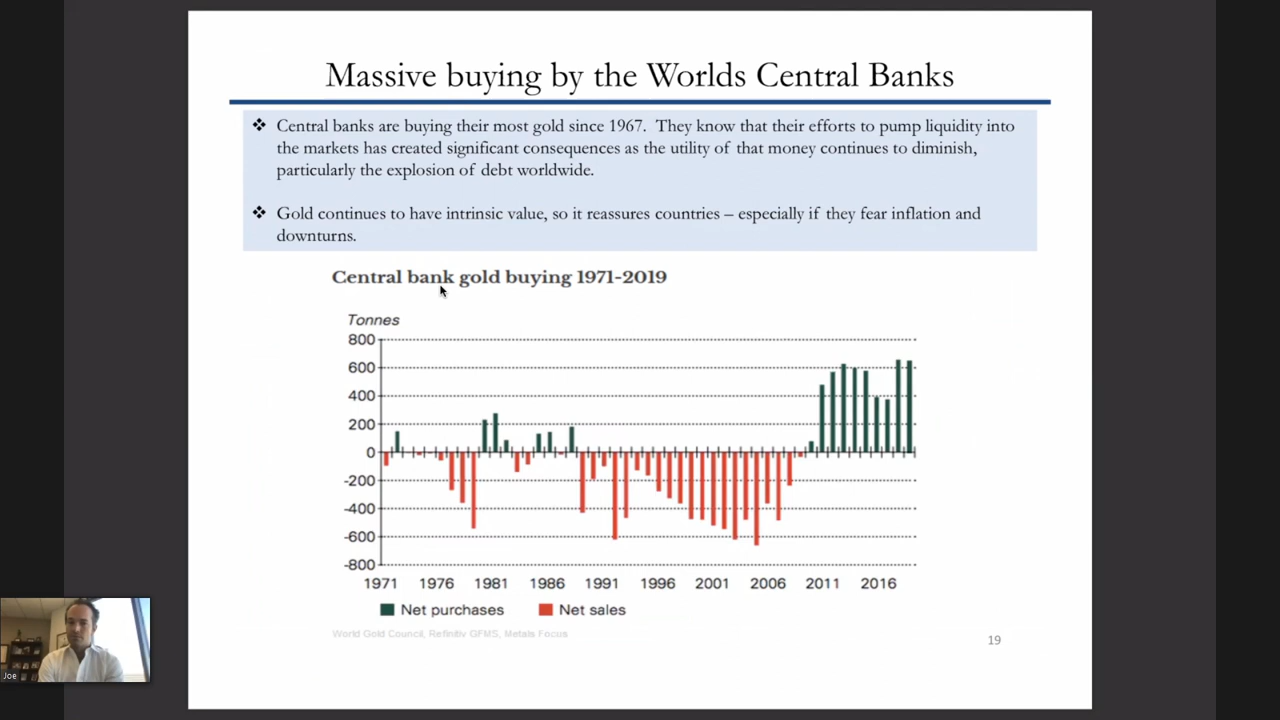 Massive buying by the Worlds Central Banks
❖ Central banks are buying their most gold since 1967. They know that their efforts to pump liquidity into
the markets has created significant consequences as the utility of that money continues to diminish,
particularly the explosion of debt worldwide.
❖ Gold continues to have intrinsic value, so it reassures countries – especially if they fear inflation and
downturns.
Central bank gold buying 1971-2019
Tonnes
800
600
400
200
0
-200
-400
-600
-800
1971 1976 1981 1986 1991 1996 2001 2006 2011 2016
Net purchases Net sales
World Gold Council, Refinitiv GFMS, Metals Focus
19
Joe